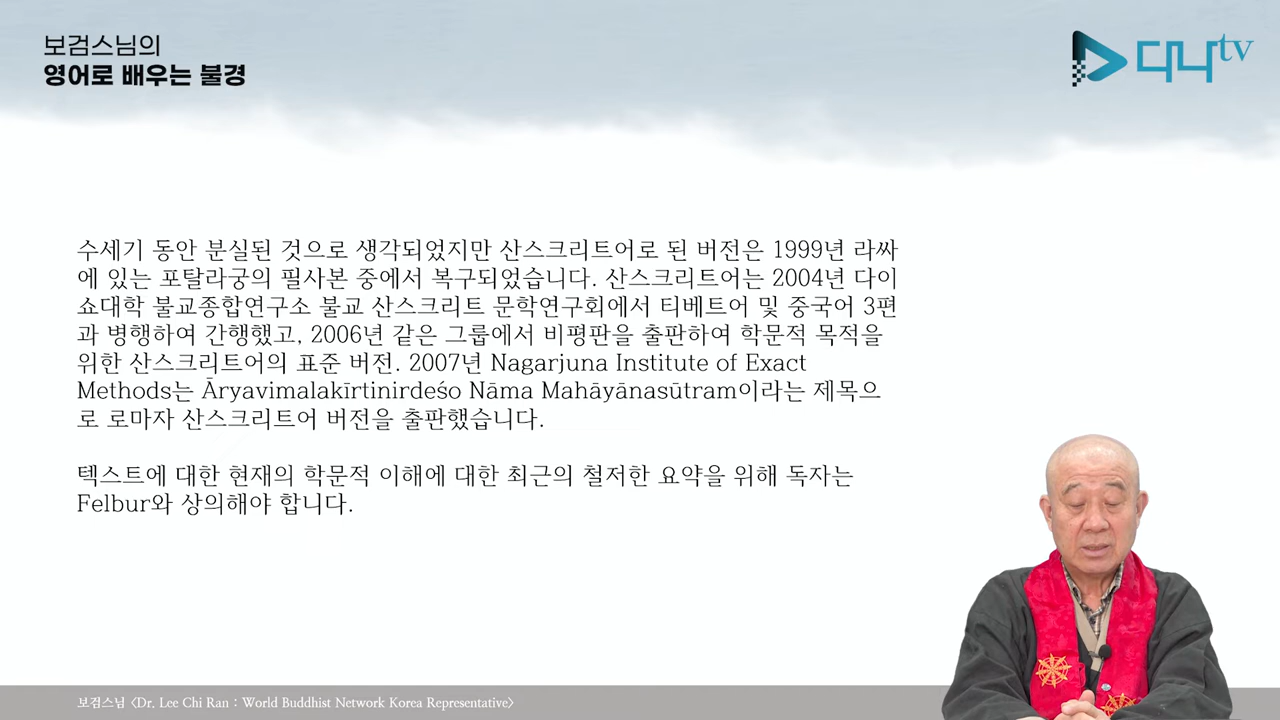 보검스님의
영어로 배우는 불경
디나tv
수세기 동안 분실된 것으로 생각되었지만 산스크리트어로 된 버전은 1999년 라싸
에 있는 포탈라궁의 필사본 중에서 복구되었습니다. 산스크리트어는 2004년 다이
쇼대학 불교종합연구소 불교 산스크리트 문학연구회에서 티베트어 및 중국어 3편
과 병행하여 간행했고, 2006년 같은 그룹에서 비평판을 출판하여 학문적 목적을
위한 산스크리트어의 표준 버전. 2007년 Nagarjuna Institute of Exact
Methods는 Āryavimalakīrtinirdeśo Nāma Mahāyānasūtram이라는 제목으
로 로마자 산스크리트어 버전을 출판했습니다.
텍스트에 대한 현재의 학문적 이해에 대한 최근의 철저한 요약을 위해 독자는
Felbur와 상의해야 합니다.
보검스님 <Dr. Lee Chi Ran : World Buddhist Network Korea Representative>